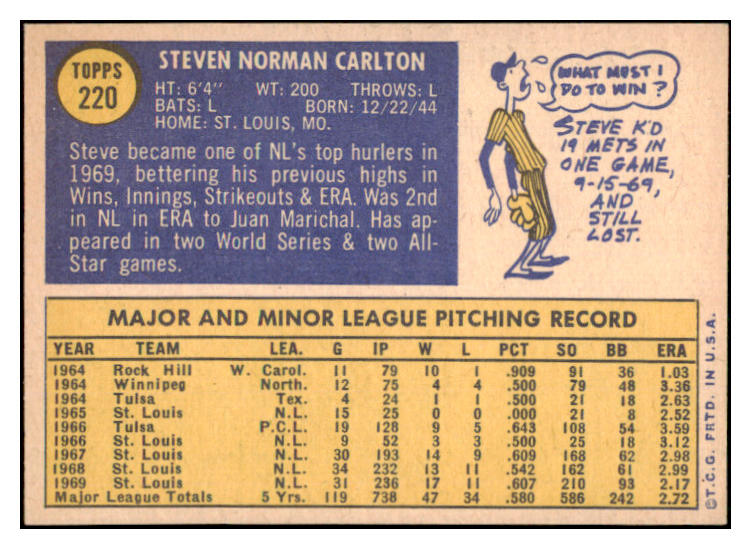 TOPPS
220
STEVEN NORMAN CARLTON
HT: 6'4" WT: 200 THROWS: L
BATS: L BORN: 12/22/44
HOME: ST. LOUIS, MO.
Steve became one of NL's top hurlers in
1969, bettering his previous highs in
Wins, Innings, Strikeouts & ERA. Was 2nd
in NL in ERA to Juan Marichal. Has ap-
peared in two World Series & two All-
Star games.
WHAT MUST I
DO TO WIN?
STEVE K'D
19 METS IN
ONE GAME,
9-15-69,
AND
STILL
LOST.
MAJOR AND MINOR LEAGUE PITCHING RECORD
YEAR TEAM LEA. G IP W L PCT SO BB ERA
1964 Rock Hill W. Carol. 11 79 10 1 .909 91 36 1.03
1964 Winnipeg North. 12 75 4 4 .500 79 48 3.36
1964 Tulsa Tex. 4 24 1 1 .500 21 18 2.63
1965 St. Louis N.L. 15 25 0 0 .000 21 8 2.52
1966 Tulsa P.C.L. 19 128 9 5 .643 108 54 3.59
1966 St. Louis N.L. 9 52 3 3 .500 25 18 3.12
1967 St. Louis N.L. 30 193 14 9 .609 168 62 2.98
1968 St. Louis N.L. 34 232 13 11 .542 162 61 2.99
1969 St. Louis N.L. 31 236 17 11 .607 210 93 2.17
Major League Totals 5 Yrs. 119 738 47 34 .580 586 242 2.72
©T.C.G. PRTD. IN U.S.A.